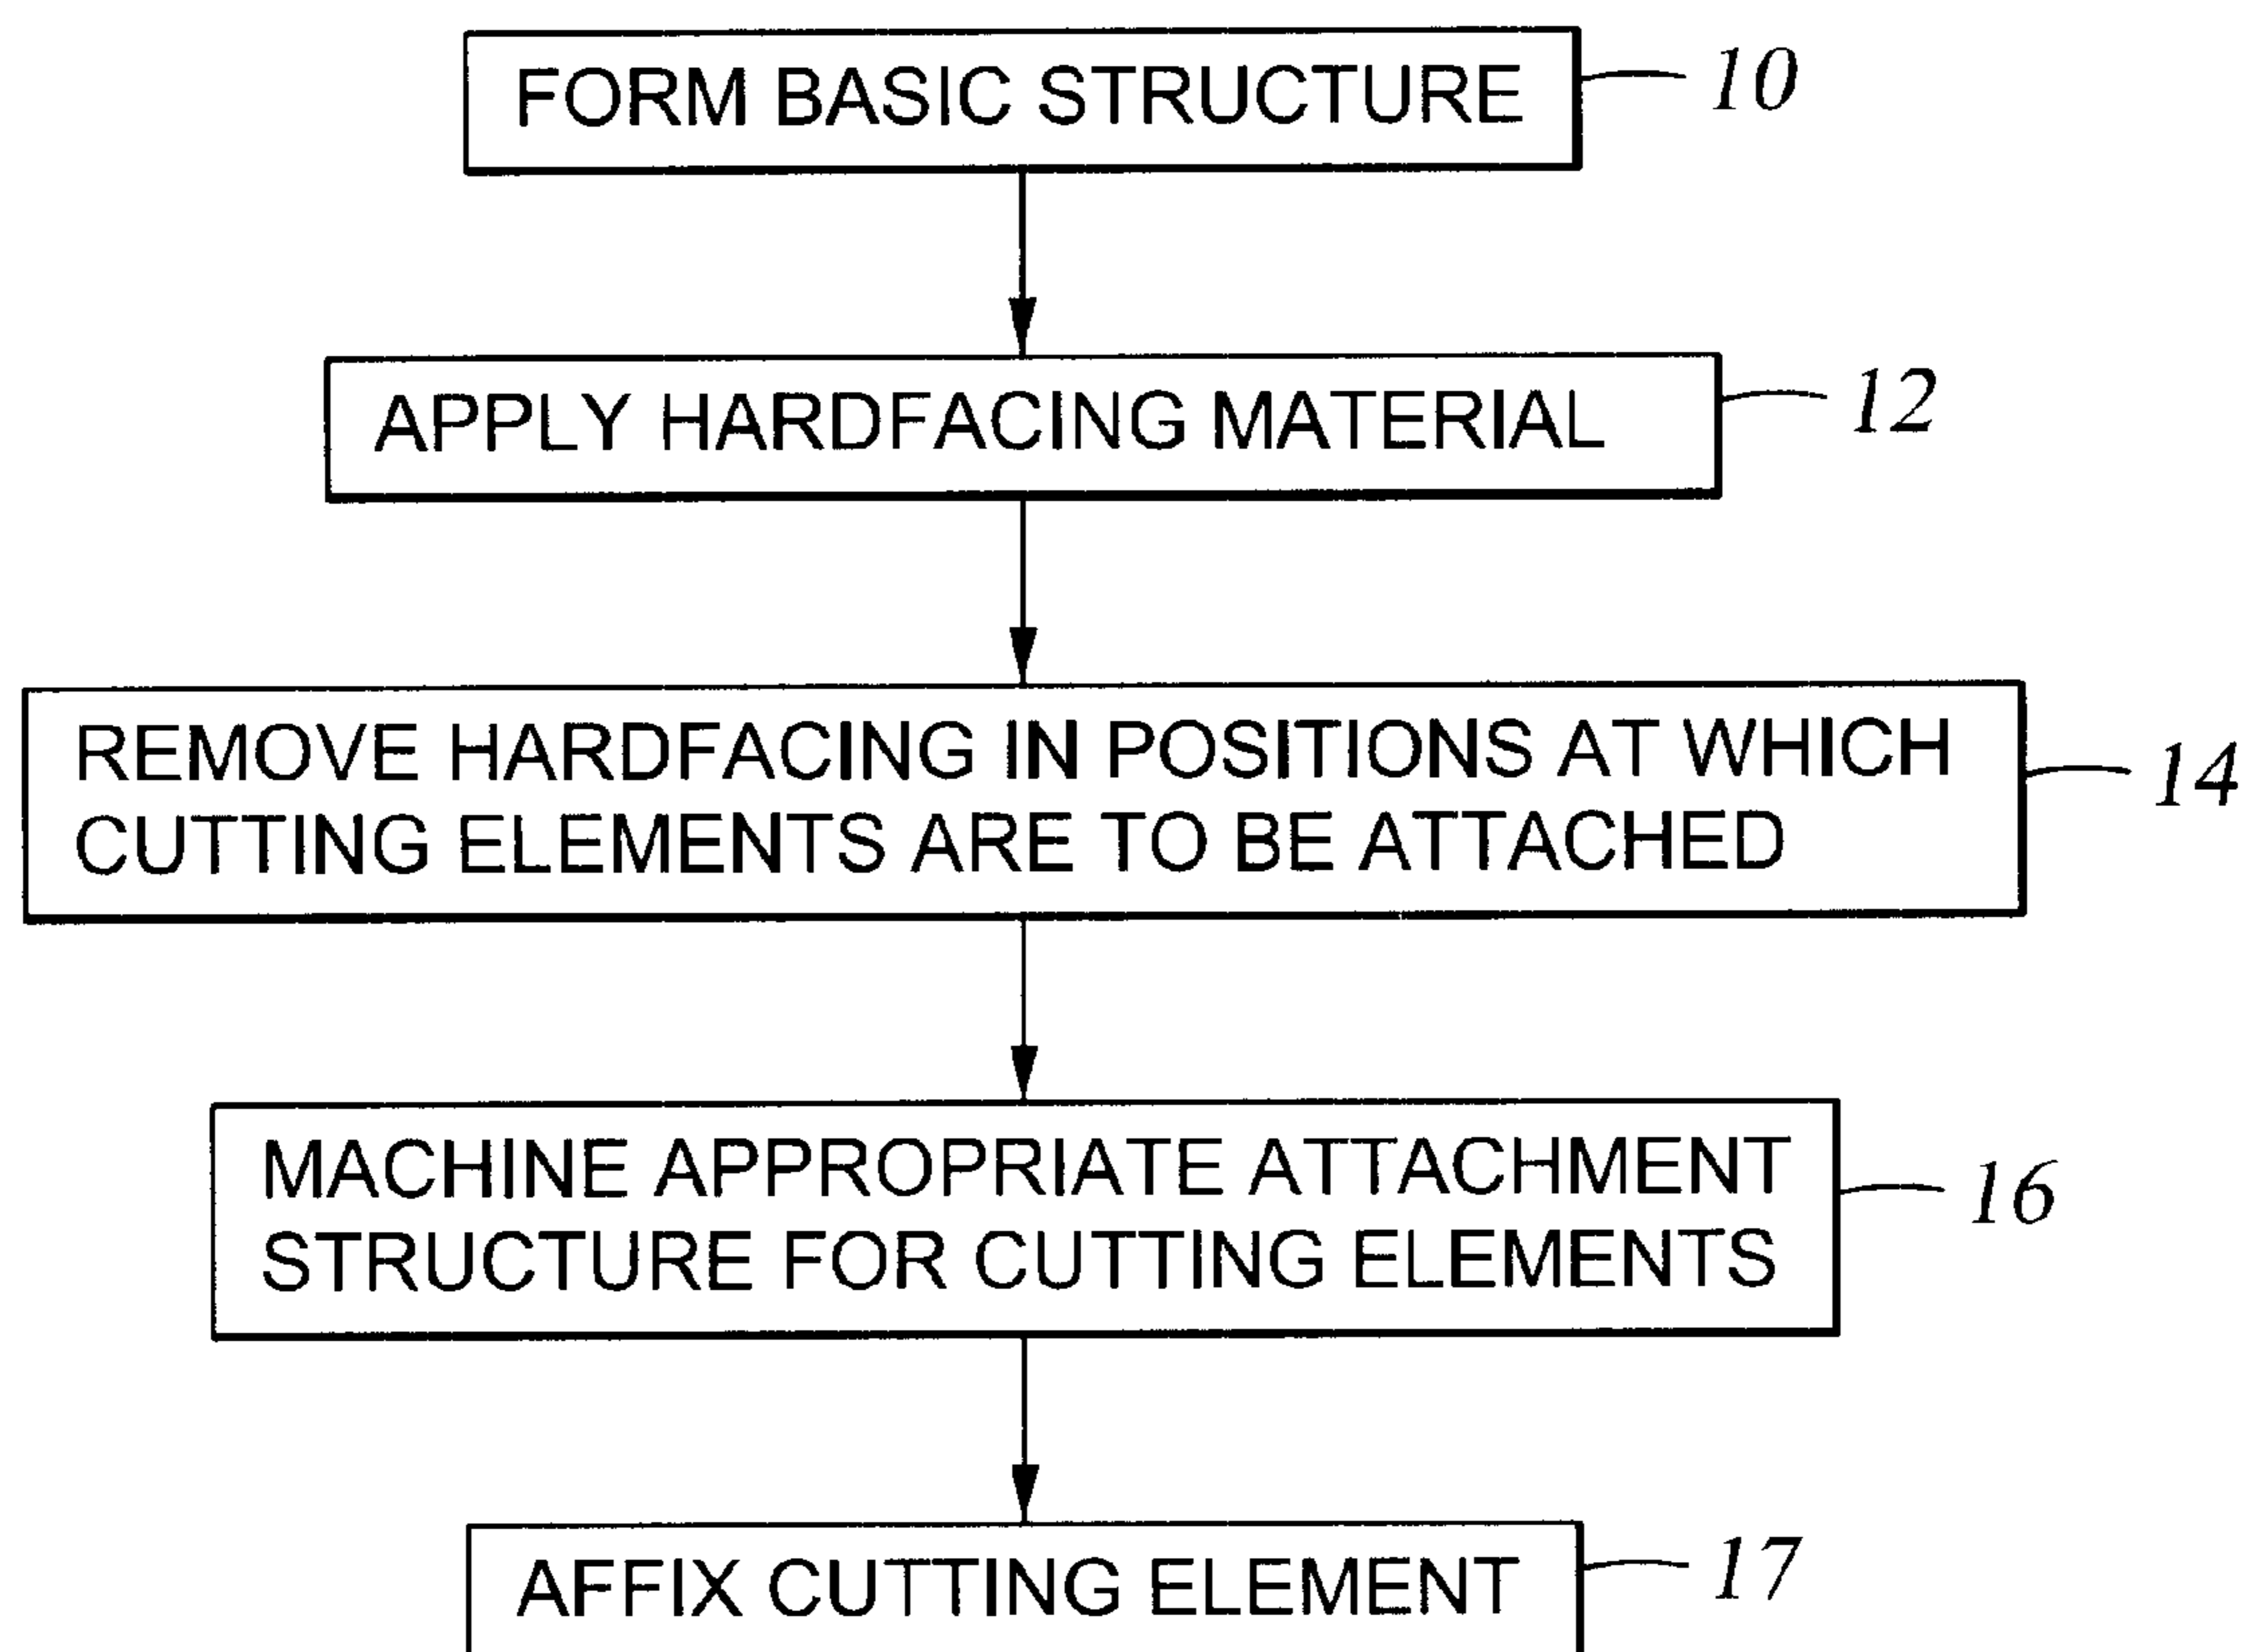 FORM BASIC STRUCTURE
10
APPLY HARDFACING MATERIAL
12
REMOVE HARDFACING IN POSITIONS AT WHICH
CUTTING ELEMENTS ARE TO BE ATTACHED
14
MACHINE APPROPRIATE ATTACHMENT
STRUCTURE FOR CUTTING ELEMENTS
16
AFFIX CUTTING ELEMENT
17